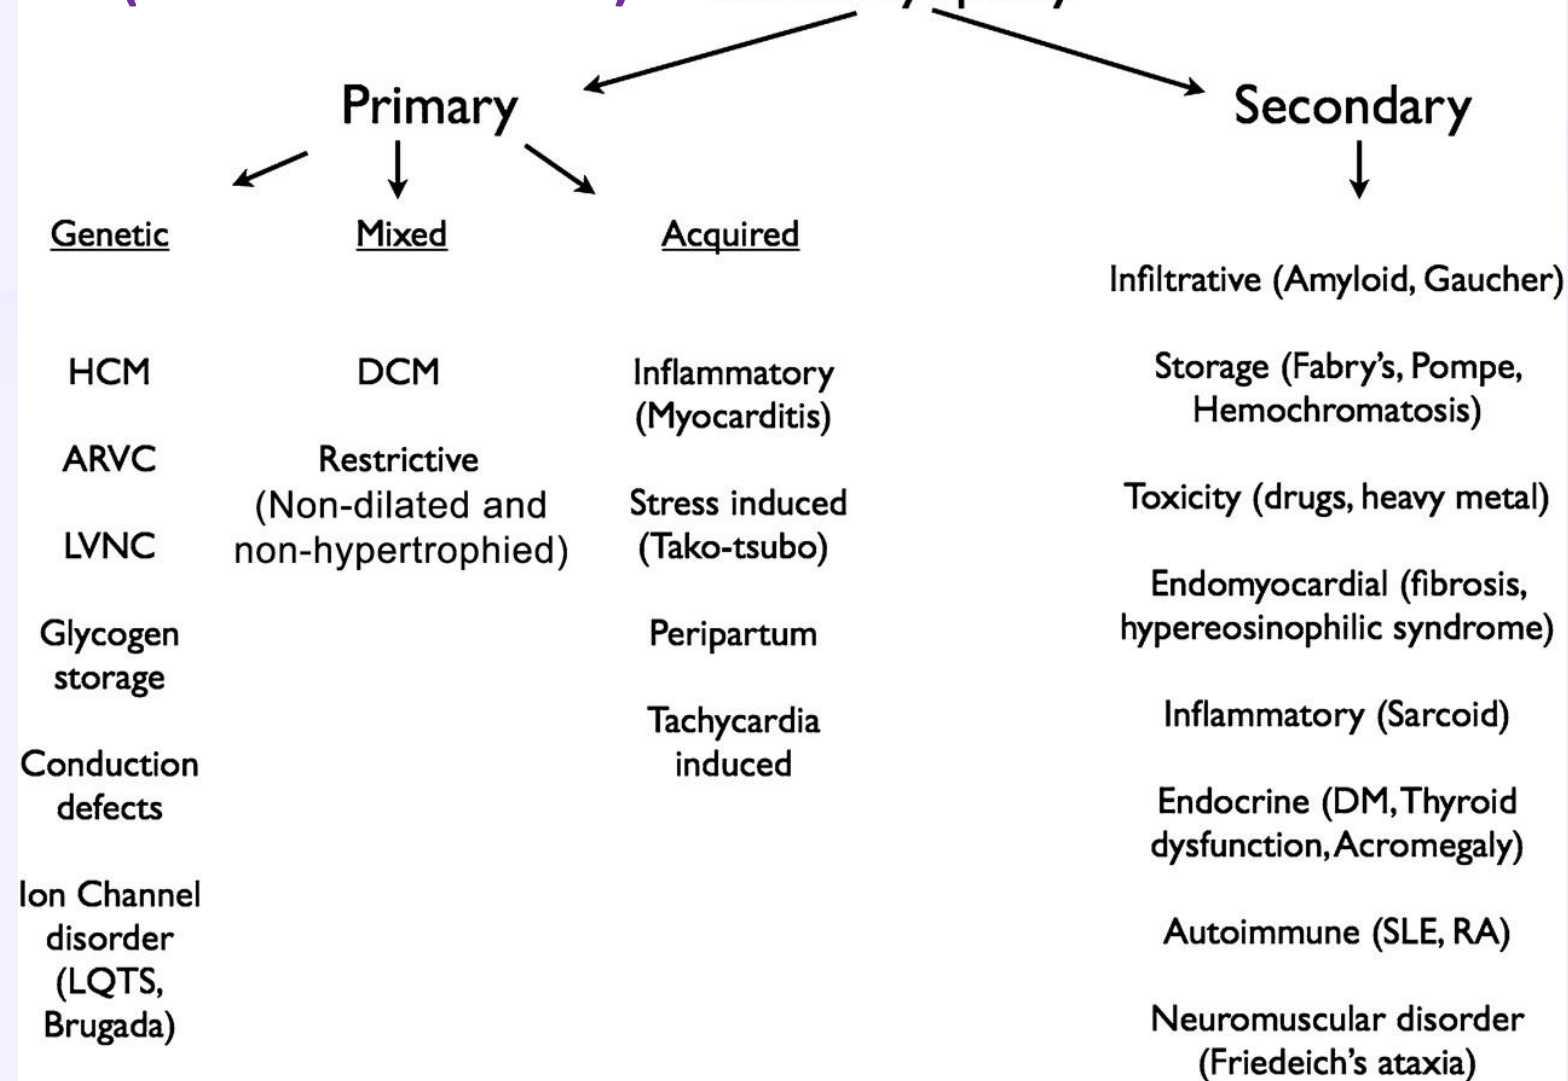 Primary
Secondary
Genetic
Mixed
Acquired
HCM
ARVC
LVNC
Glycogen
storage
Conduction
defects
Ion Channel
disorder
(LQTS,
Brugada)
DCM
Restrictive
(Non-dilated and
non-hypertrophied)
Inflammatory
(Myocarditis)
Stress induced
(Tako-tsubo)
Peripartum
Tachycardia
induced
Infiltrative (Amyloid, Gaucher)
Storage (Fabry's, Pompe,
Hemochromatosis)
Toxicity (drugs, heavy metal)
Endomyocardial (fibrosis,
hypereosinophilic syndrome)
Inflammatory (Sarcoid)
Endocrine (DM, Thyroid
dysfunction, Acromegaly)
Autoimmune (SLE, RA)
Neuromuscular disorder
(Friedeich's ataxia)